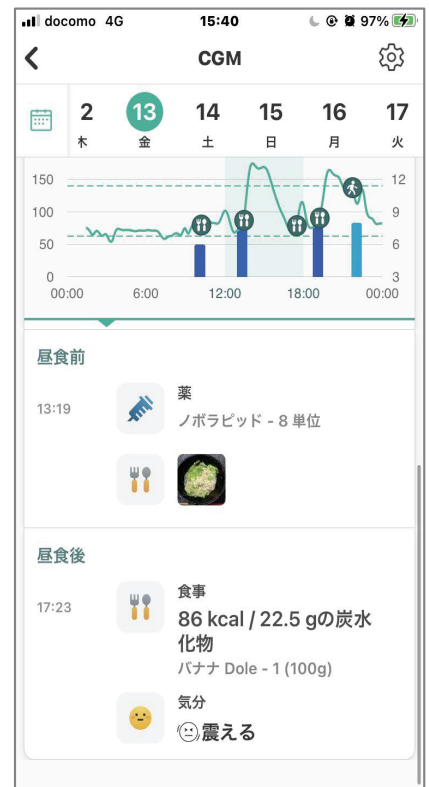 docomo 4G 15:40 97%
CGM
2 13 14 15 16 17
木 金 土 日 月 火
150 12
100 9
50 6
0 3
00:00 6:00 12:00 18:00 00:00
昼食前
13:19
薬
ノボラピッド - 8 単位
昼食後
17:23
食事
86 kcal / 22.5 gの炭水
化物
バナナ Dole - 1 (100g)
気分
震える